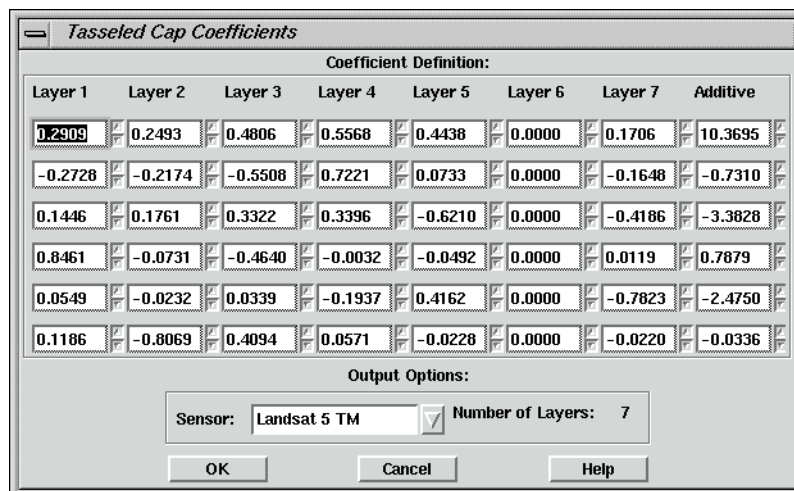 Tasseled Cap Coefficients
Coefficient Definition:
Layer 1 Layer 2 Layer 3 Layer 4 Layer 5 Layer 6 Layer 7 Additive
0.2909 0.2493 0.4806 0.5568 0.4438 0.0000 0.1706 10.3695
-0.2728 -0.2174 -0.5508 0.7221 0.0733 0.0000 -0.1648 -0.7310
0.1446 0.1761 0.3322 0.3396 -0.6210 0.0000 -0.4186 -3.3828
0.8461 -0.0731 -0.4640 -0.0032 -0.0492 0.0000 0.0119 0.7879
0.0549 -0.0232 0.0339 -0.1937 0.4162 0.0000 -0.7823 -2.4750
0.1186 -0.8069 0.4094 0.0571 -0.0228 0.0000 -0.0220 -0.0336
Output Options:
Sensor: Landsat 5 TM Number of Layers: 7
OK Cancel Help